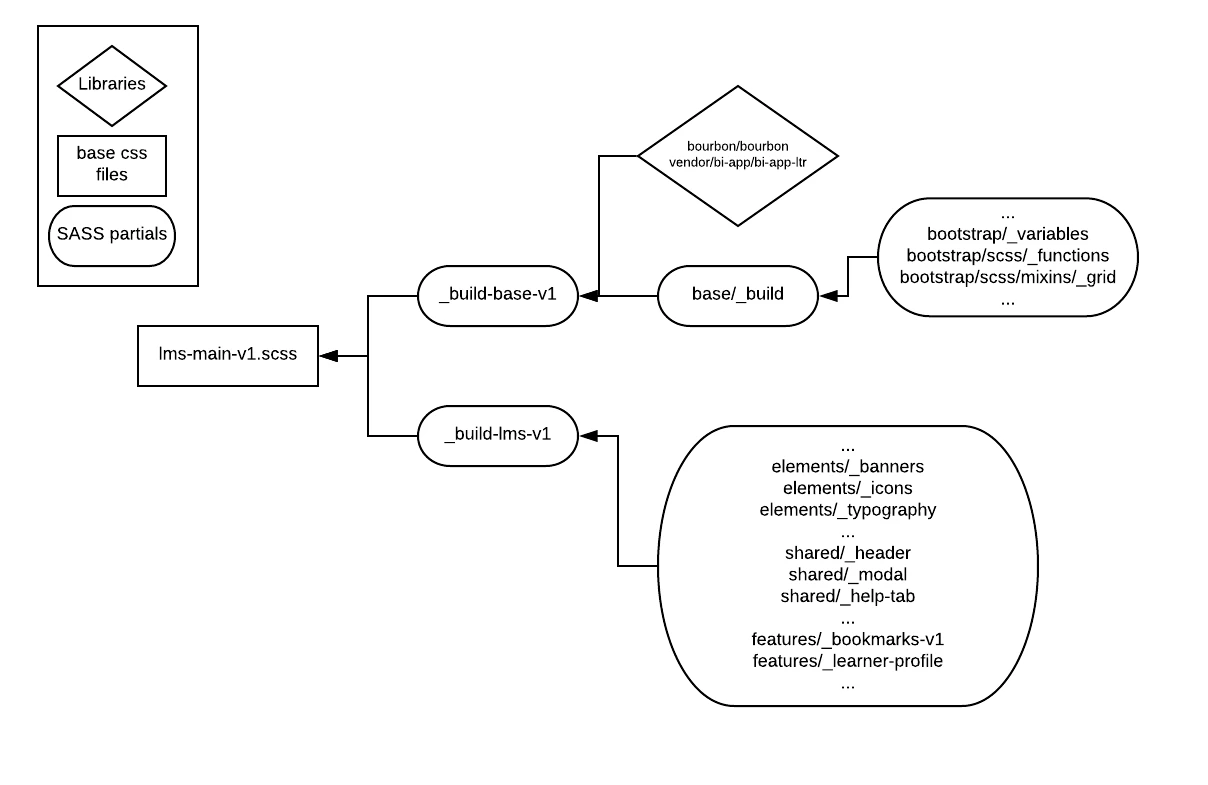 Libraries
base css
files
SASS partials
bourbon/bourbon
vendor/bi-app/bi-app-ltr
...
bootstrap/_variables
bootstrap/scss/_functions
bootstrap/scss/mixins/_grid
...
_build-base-v1
base/_build
lms-main-v1.scss
_build-lms-v1
...
elements/_banners
elements/_icons
elements/_typography
...
shared/_header
shared/_modal
shared/_help-tab
...
features/_bookmarks-v1
features/_learner-profile
...